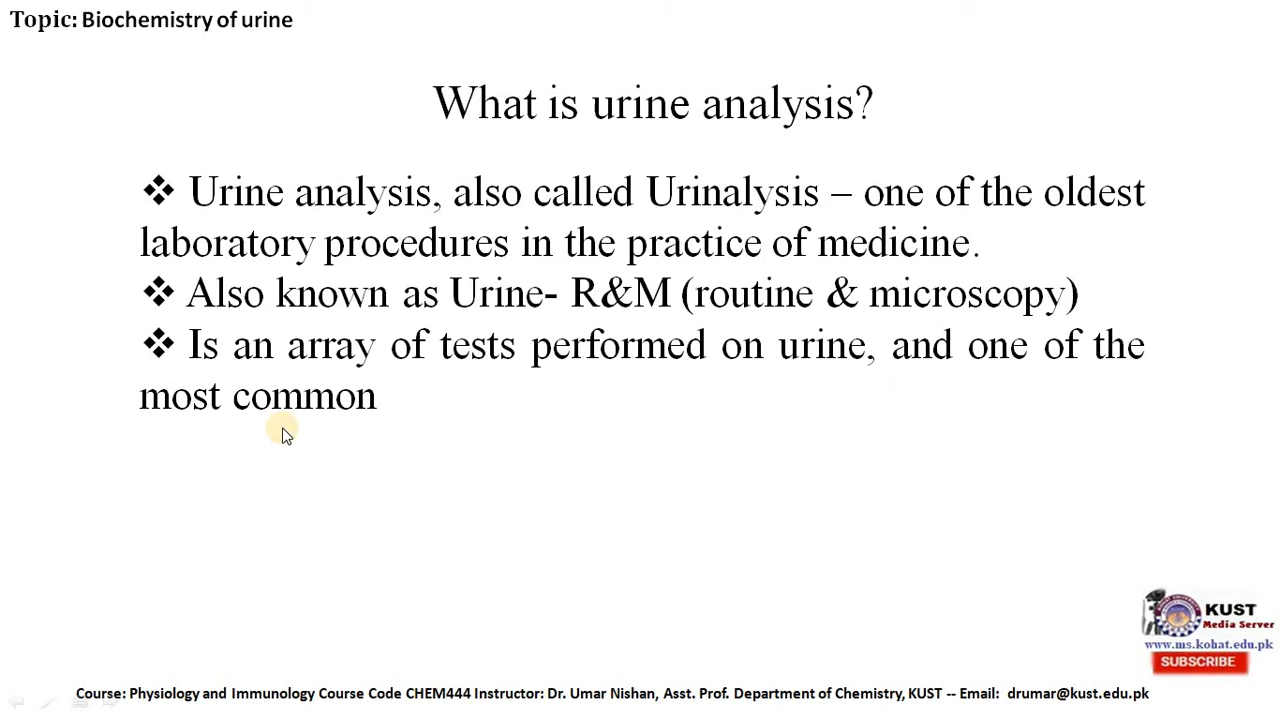 Topic: Biochemistry of urine
What is urine analysis?
❖ Urine analysis, also called Urinalysis – one of the oldest
laboratory procedures in the practice of medicine.
❖ Also known as Urine- R&M (routine & microscopy)
❖ Is an array of tests performed on urine, and one of the
most common
KUST
Media Server
www.ms.kohat.edu.pk
SUBSCRIBE
Course: Physiology and Immunology Course Code CHEM444 Instructor: Dr. Umar Nishan, Asst. Prof. Department of Chemistry, KUST -- Email: drumar@kust.edu.pk